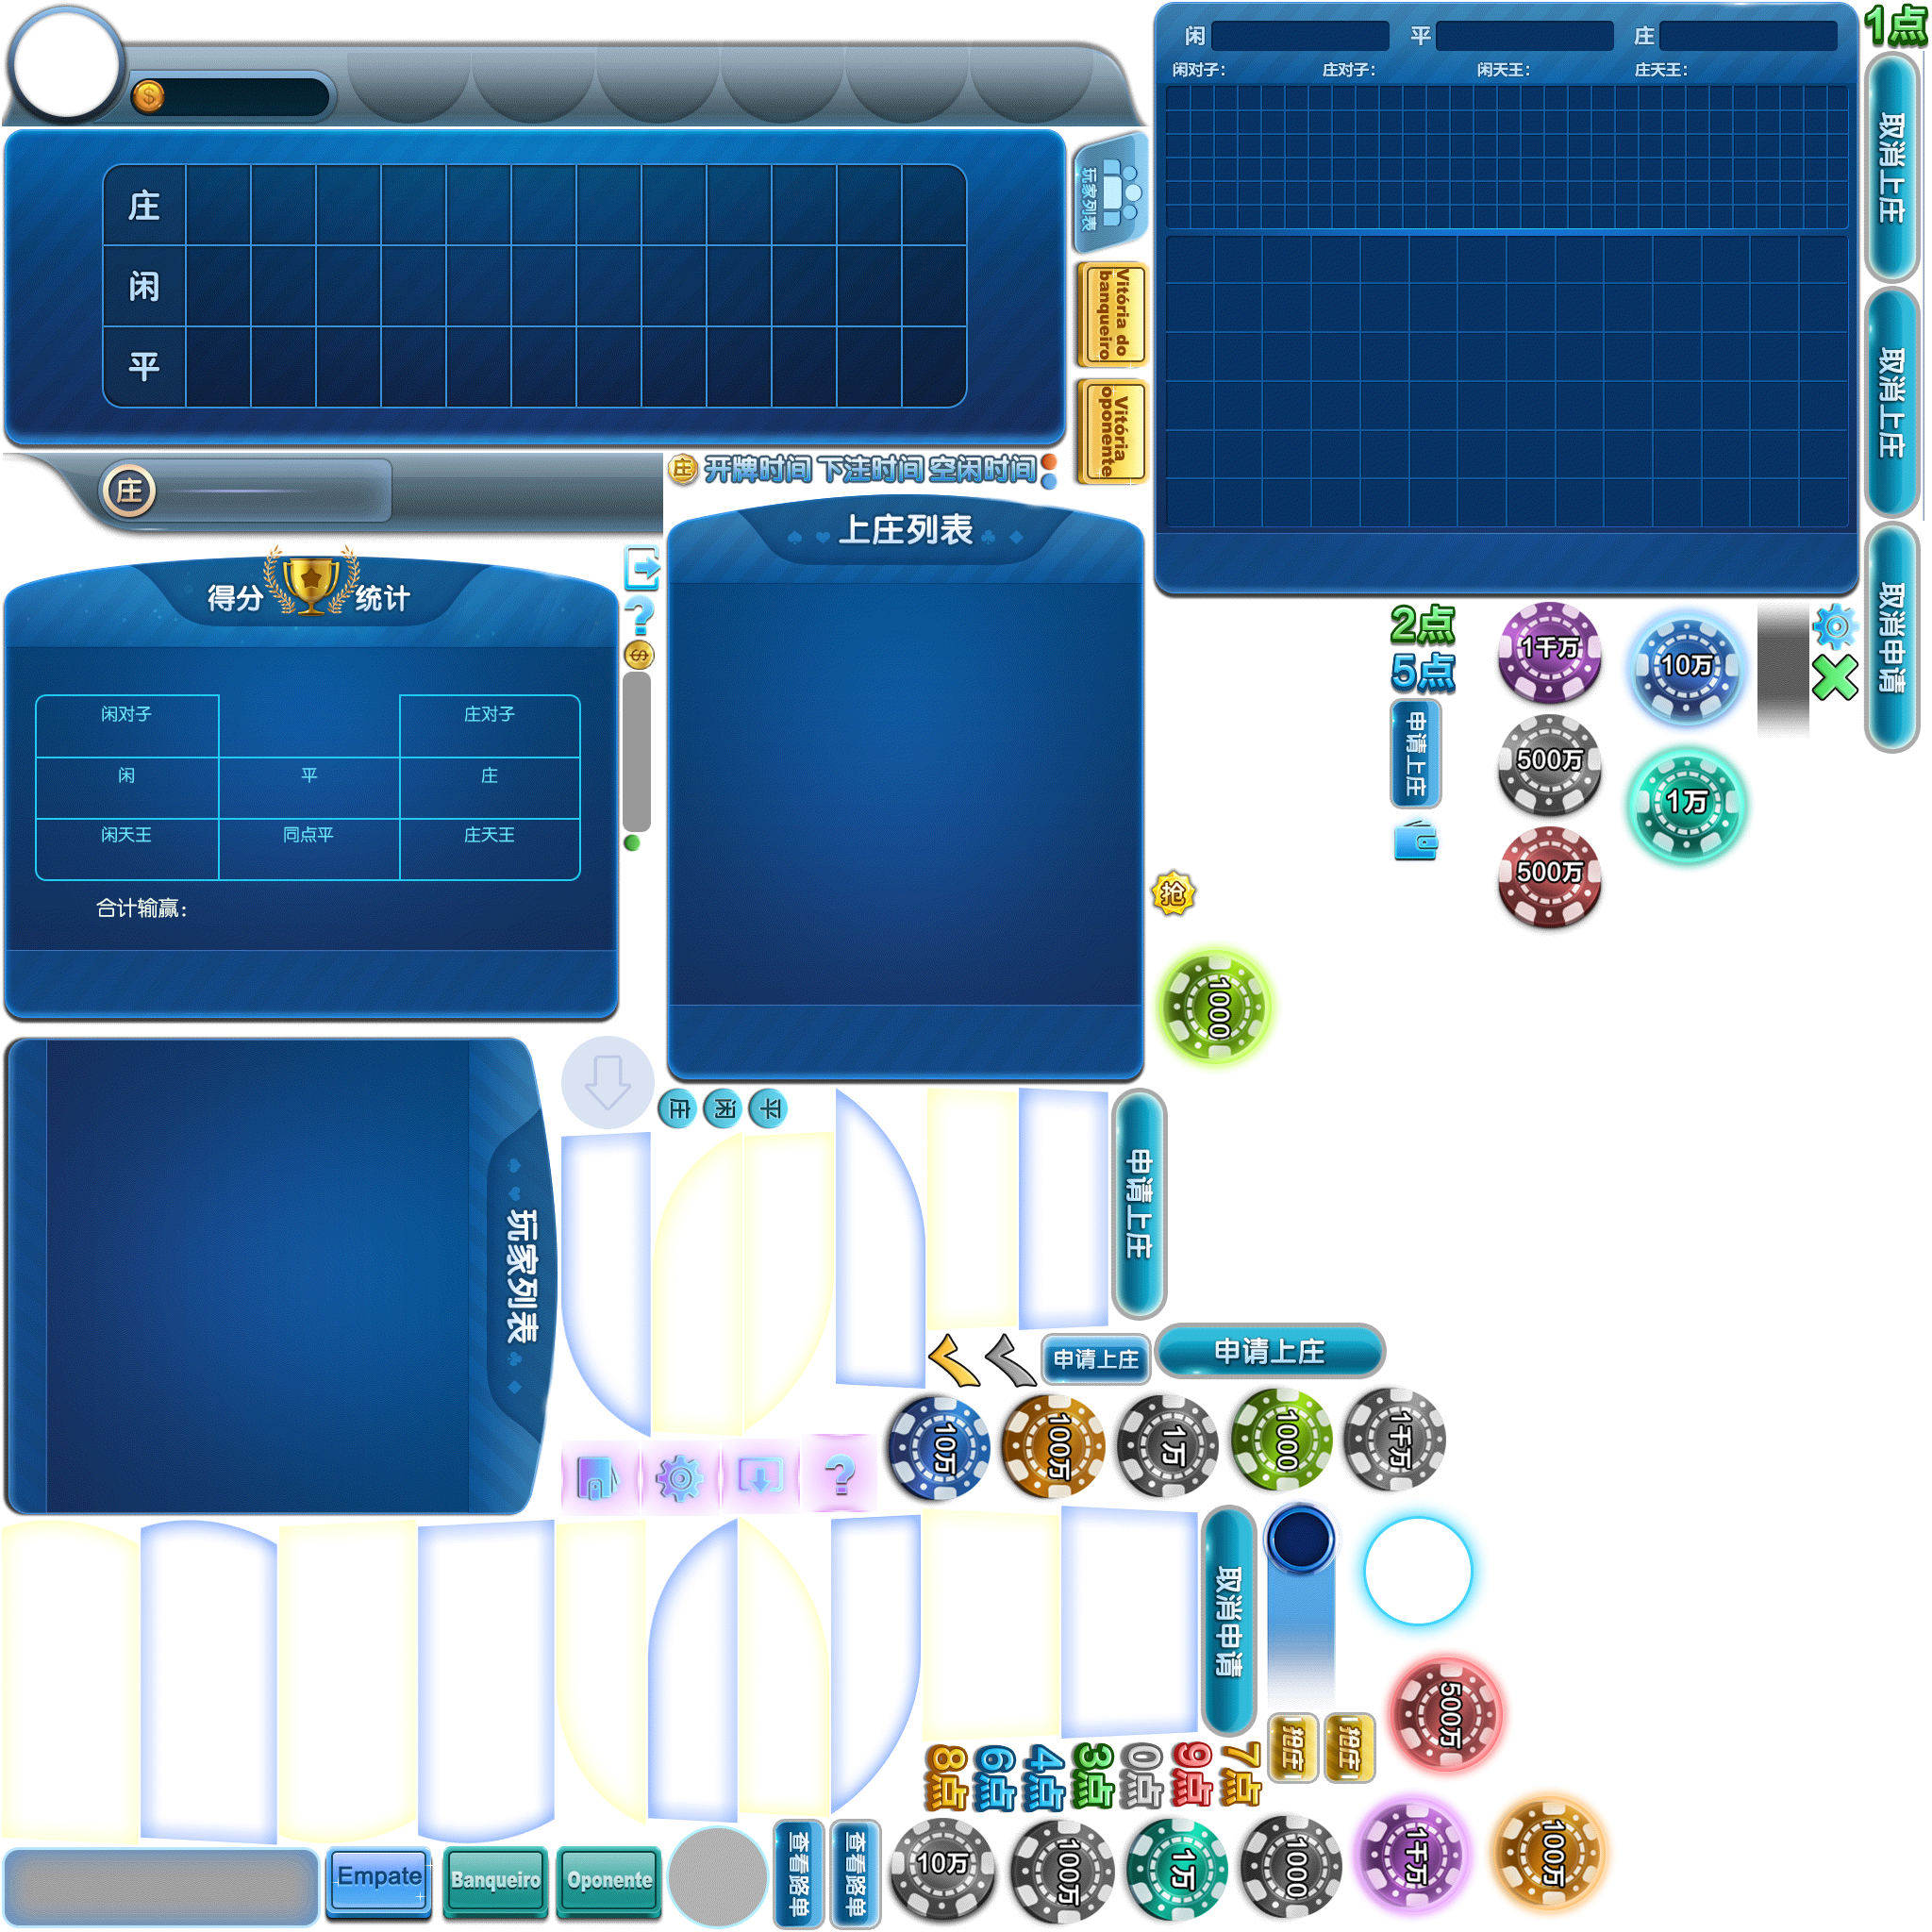 闲 平 庄
闲对子: 庄对子: 闲天王: 庄天王:
1点
取消上庄
取消上庄
取消申请
庄
闲
平
玩家列表
Vitória do
banqueiro
Vitória
oponente
庄
庄 开牌时间 下注时间 空闲时间
上庄列表
得分 统计
闲对子 庄对子
闲 平 庄
闲天王 同点平 庄天王
合计输赢:
2点
5点
申请上庄
1千万
10万
500万
1万
500万
抢
1000
玩家列表
庄 闲 平
申请上庄
申请上庄
申请上庄
10万
100万
1万
1000
1千万
取消申请
抢庄
抢庄
500万
8点
6点
4点
3点
0点
9点
7点
Empate
Banqueiro
Oponente
查看路单
查看路单
10万
100万
1万
1000
1千万
100万